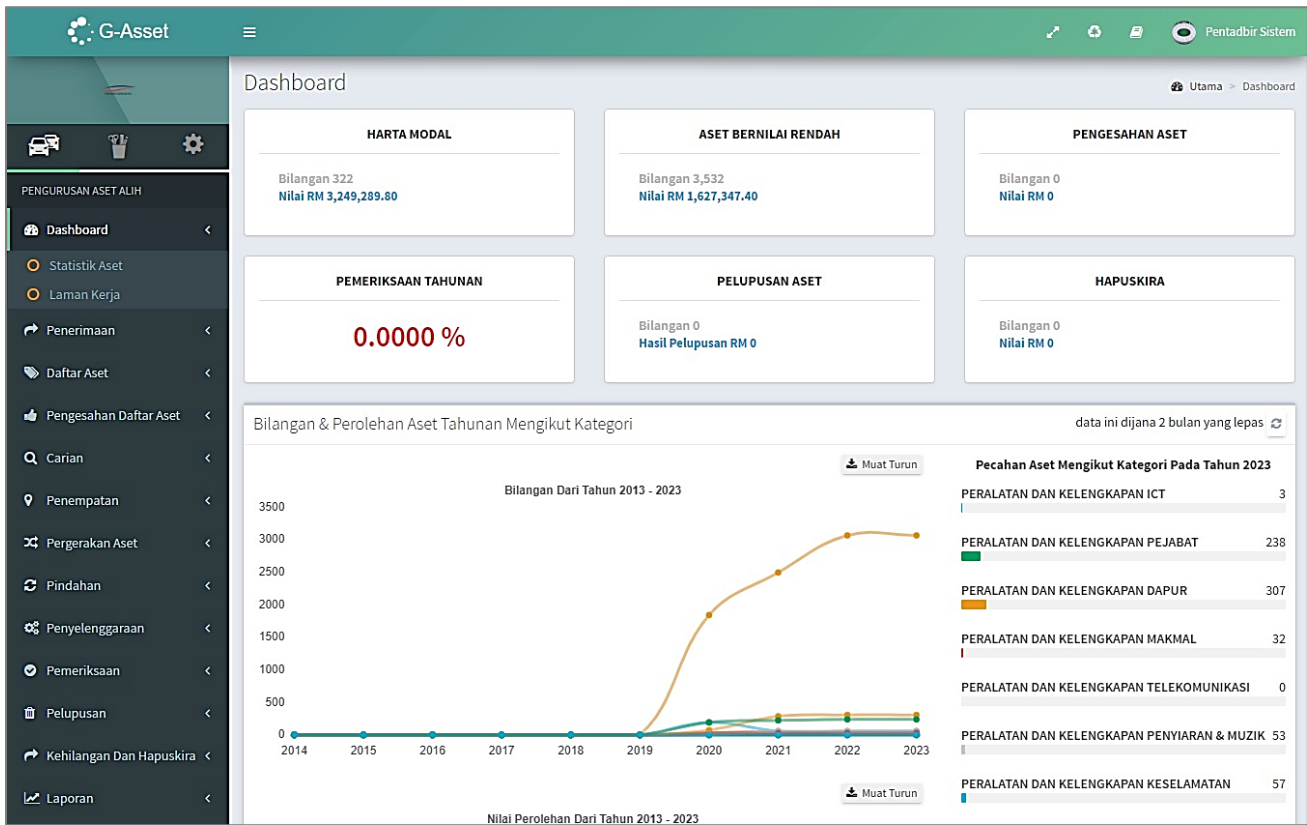 G-Asset
Pentadbir Sistem
Dashboard
Utama > Dashboard
PENGURUSAN ASET ALIH
Dashboard
Statistik Aset
Laman Kerja
Penerimaan
Daftar Aset
Pengesahan Daftar Aset
Carian
Penempatan
Pergerakan Aset
Pindahan
Penyelenggaraan
Pemeriksaan
Pelupusan
Kehilangan Dan Hapuskira
Laporan
HARTA MODAL
Bilangan 322
Nilai RM 3,249,289.80
ASET BERNILAI RENDAH
Bilangan 3,532
Nilai RM 1,627,347.40
PENGESAHAN ASET
Bilangan 0
Nilai RM 0
PEMERIKSAAN TAHUNAN
0.0000 %
PELUPUSAN ASET
Bilangan 0
Hasil Pelupusan RM 0
HAPUSKIRA
Bilangan 0
Nilai RM 0
Bilangan & Perolehan Aset Tahunan Mengikut Kategori
data ini dijana 2 bulan yang lepas
Muat Turun
Bilangan Dari Tahun 2013 - 2023
3500
3000
2500
2000
1500
1000
500
0
2014 2015 2016 2017 2018 2019 2020 2021 2022 2023
Muat Turun
Nilai Perolehan Dari Tahun 2013 - 2023
Pecahan Aset Mengikut Kategori Pada Tahun 2023
PERALATAN DAN KELENGKAPAN ICT 3
PERALATAN DAN KELENGKAPAN PEJABAT 238
PERALATAN DAN KELENGKAPAN DAPUR 307
PERALATAN DAN KELENGKAPAN MAKMAL 32
PERALATAN DAN KELENGKAPAN TELEKOMUNIKASI 0
PERALATAN DAN KELENGKAPAN PENYIARAN & MUZIK 53
PERALATAN DAN KELENGKAPAN KESELAMATAN 57